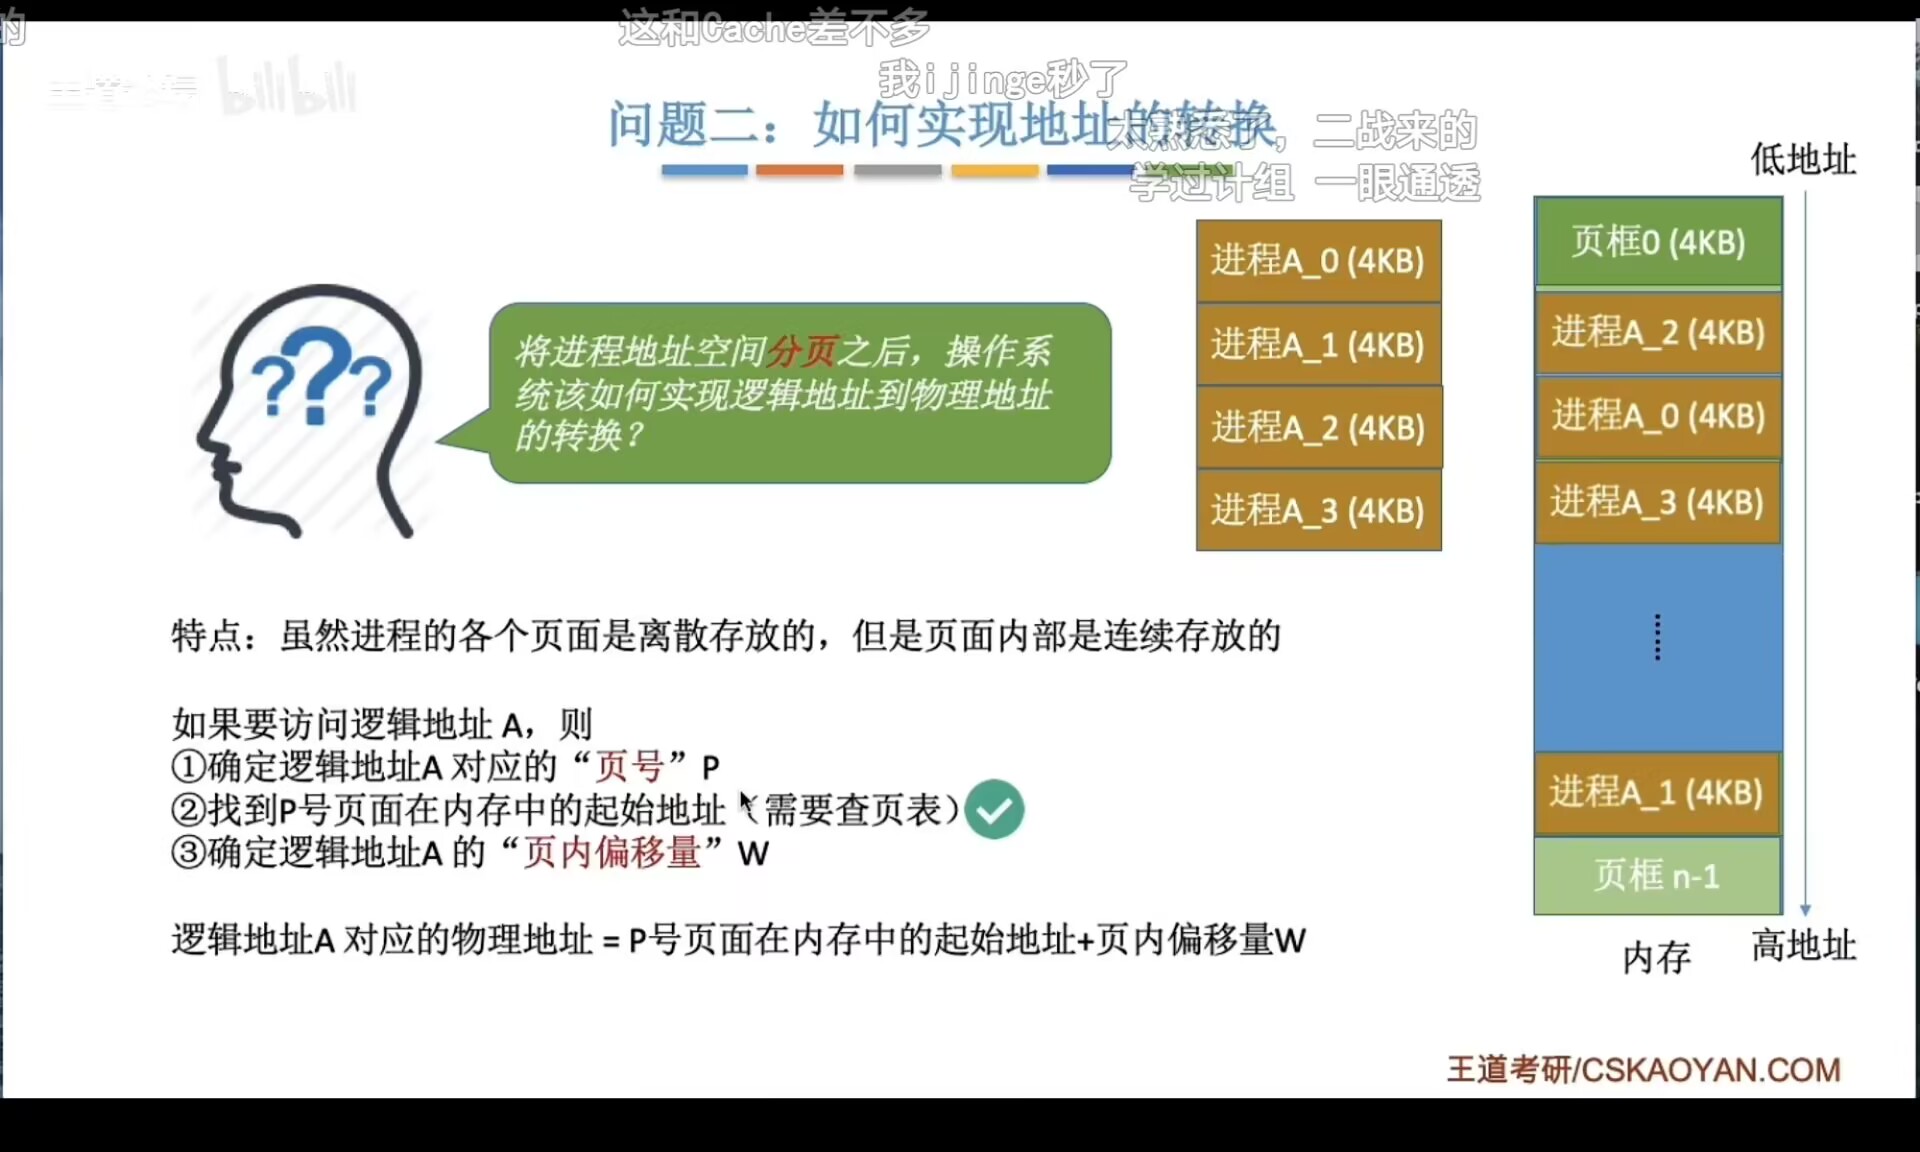 的
这和Cache差不多
我ijinge秒了
bilibili
问题二：如何实现地址的转换
太熟悉了，二战来的
学过计组 一眼通透
低地址
进程A_0 (4KB)
进程A_1 (4KB)
进程A_2 (4KB)
进程A_3 (4KB)
页框0 (4KB)
进程A_2 (4KB)
进程A_0 (4KB)
进程A_3 (4KB)
进程A_1 (4KB)
页框 n-1
内存
高地址
? ? ?
将进程地址空间分页之后，操作系
统该如何实现逻辑地址到物理地址
的转换？
特点：虽然进程的各个页面是离散存放的，但是页面内部是连续存放的
如果要访问逻辑地址 A，则
①确定逻辑地址A 对应的“页号”P
②找到P号页面在内存中的起始地址（需要查页表）
③确定逻辑地址A 的“页内偏移量”W
逻辑地址A 对应的物理地址 = P号页面在内存中的起始地址+页内偏移量W
王道考研/CSKAOYAN.COM